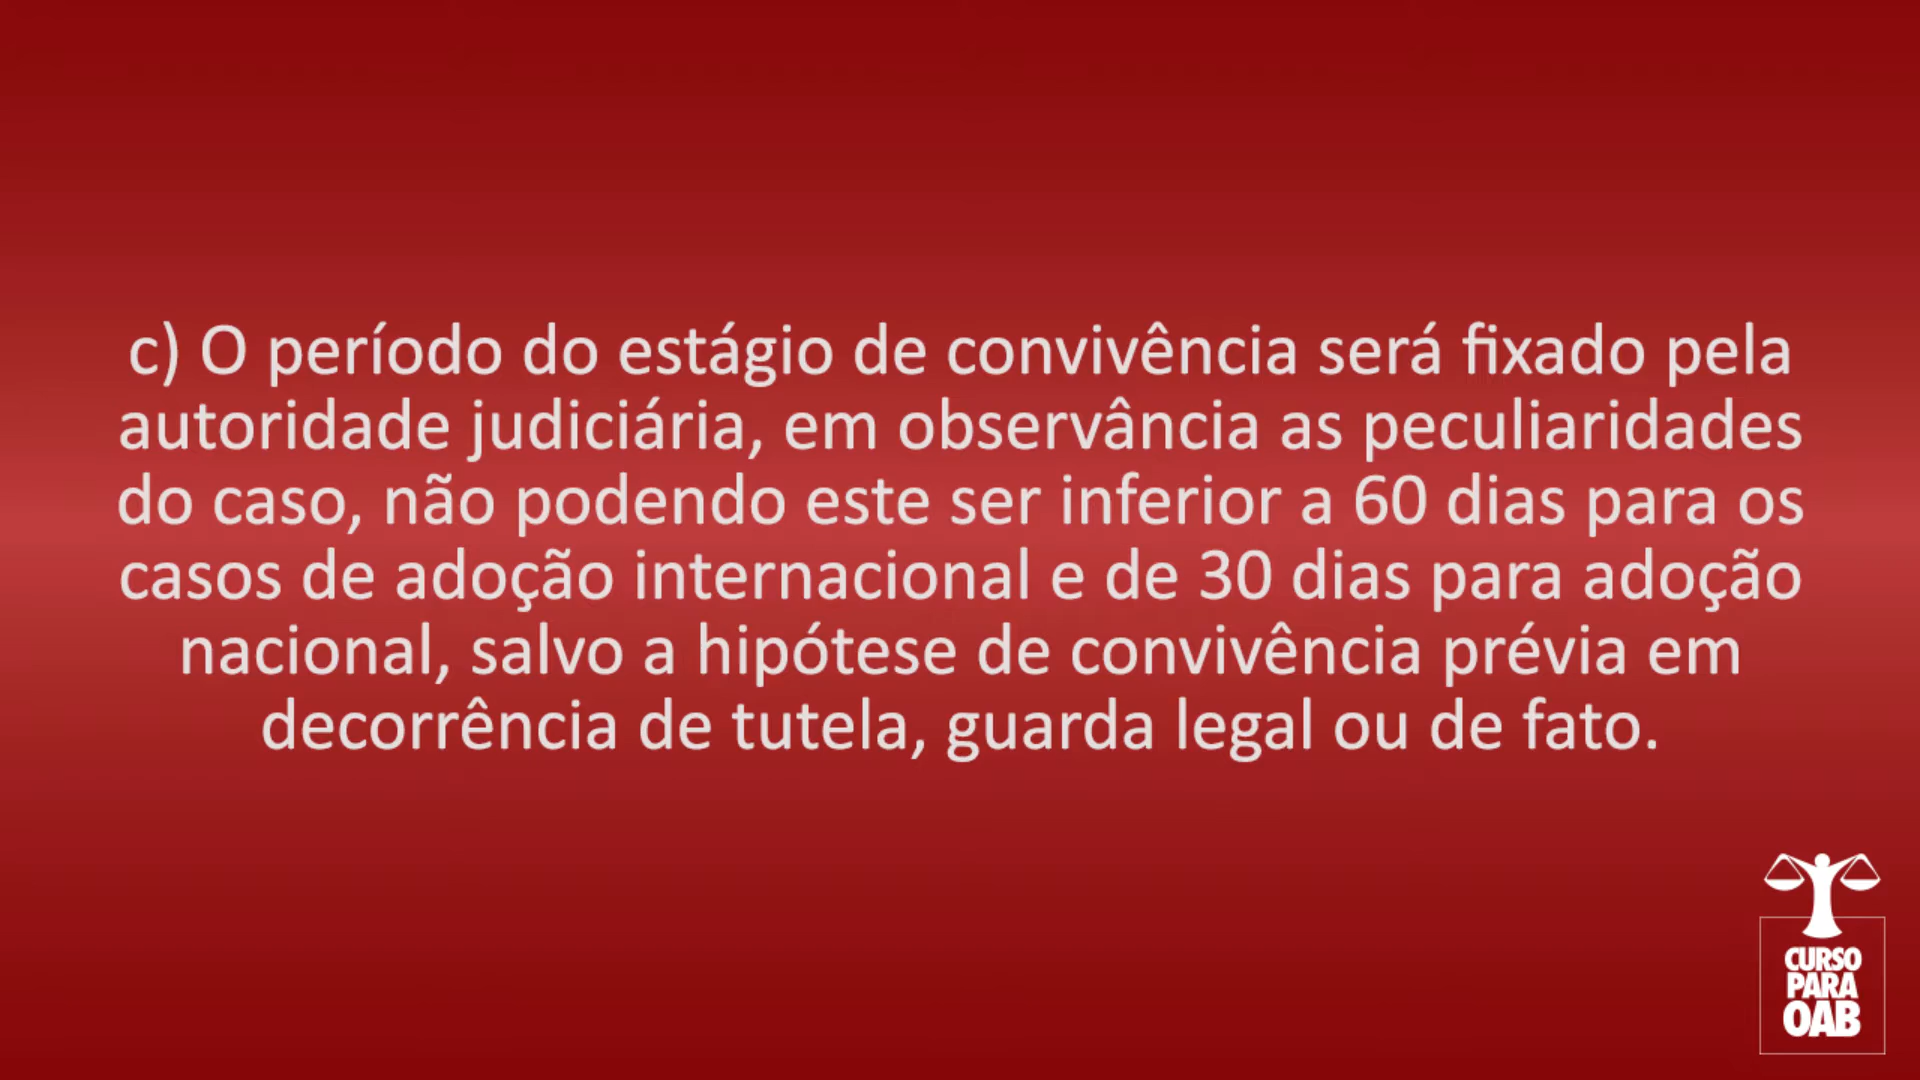 c) O período do estágio de convivência será fixado pela
autoridade judiciária, em observância as peculiaridades
do caso, não podendo este ser inferior a 60 dias para os
casos de adoção internacional e de 30 dias para adoção
nacional, salvo a hipótese de convivência prévia em
decorrência de tutela, guarda legal ou de fato.
CURSO
PARA
OAB